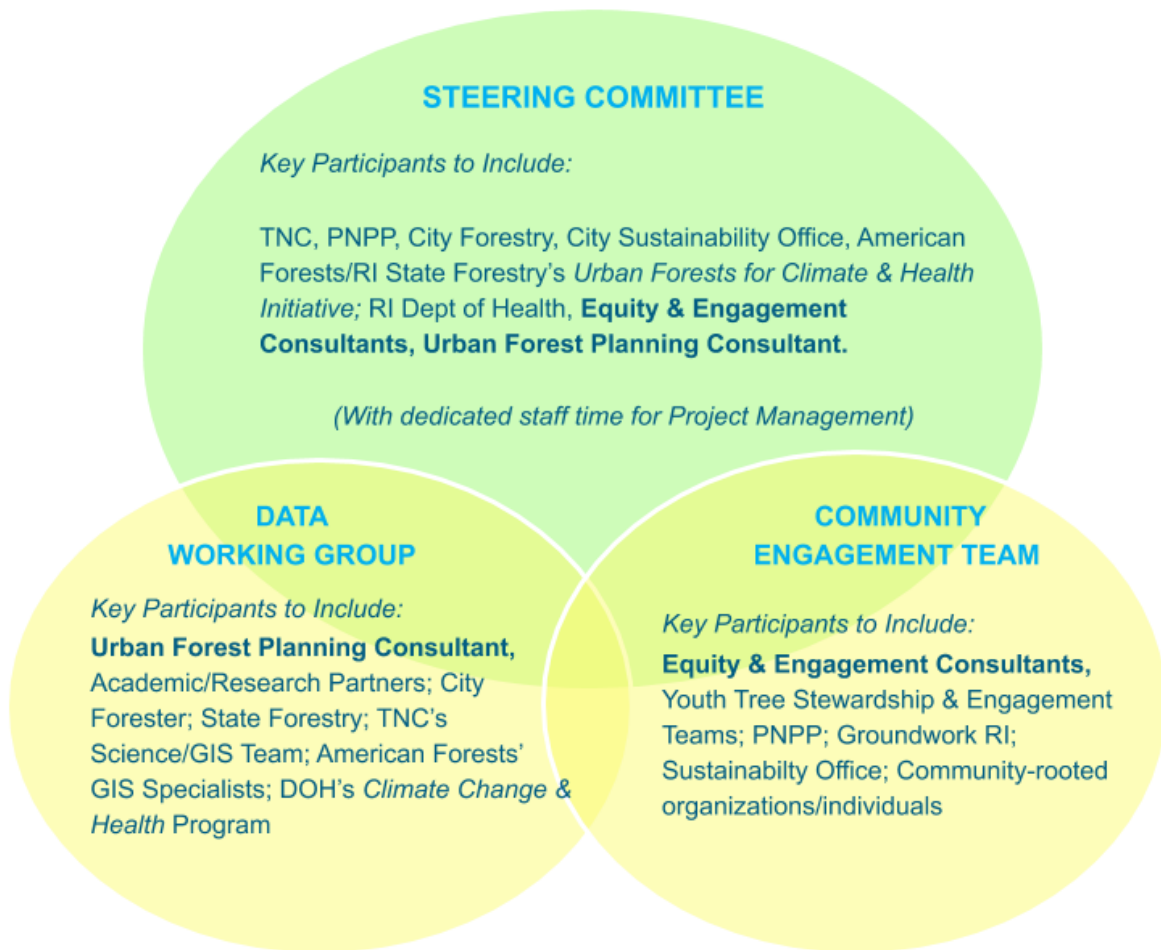 STEERING COMMITTEE
Key Participants to Include:
TNC, PNPP, City Forestry, City Sustainability Office, American
Forests/RI State Forestry’s Urban Forests for Climate & Health
Initiative; RI Dept of Health, Equity & Engagement
Consultants, Urban Forest Planning Consultant.
(With dedicated staff time for Project Management)
DATA
WORKING GROUP
Key Participants to Include:
Urban Forest Planning Consultant,
Academic/Research Partners; City
Forester; State Forestry; TNC’s
Science/GIS Team; American Forests’
GIS Specialists; DOH’s Climate Change &
Health Program
COMMUNITY
ENGAGEMENT TEAM
Key Participants to Include:
Equity & Engagement Consultants,
Youth Tree Stewardship & Engagement
Teams; PNPP; Groundwork RI;
Sustainabilty Office; Community-rooted
organizations/individuals